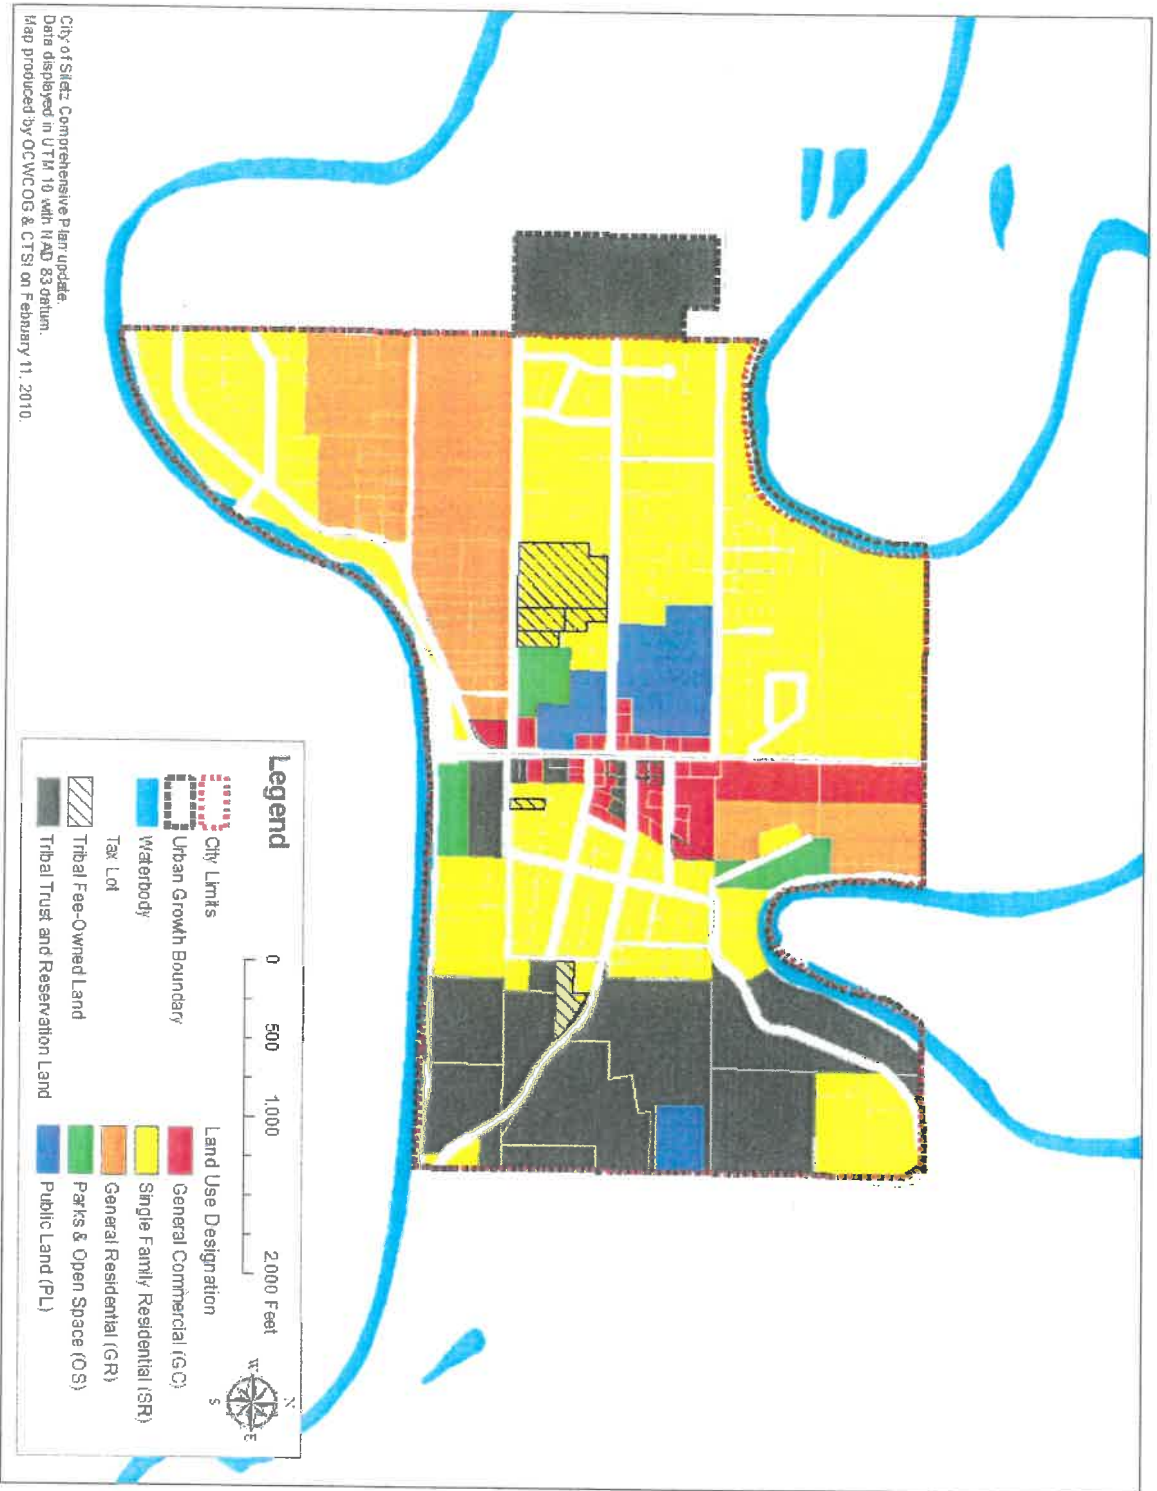 City of Siletz Comprehensive Plan update.
Data displayed in UTM 10 with NAD 83 datum.
Map produced by OCWCOG & CTSI on February 11, 2010.
Legend
City Limits
Urban Growth Boundary
Waterbody
Tax Lot
Tribal Fee-Owned Land
Tribal Trust and Reservation Land
0 500 1,000 2,000 Feet
Land Use Designation
General Commercial (GC)
Single Family Residential (SR)
General Residential (GR)
Parks & Open Space (OS)
Public Land (PL)
N
W E
S